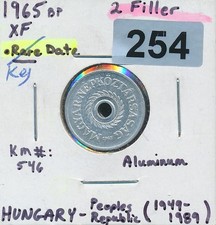 1965 BP
2 Filler
XF
• Rare Date
Key
254
MAGYAR NÉPKÖZTÁRSASÁG
KM#:
546
Aluminum
HUNGARY - Peoples Republic (1949-1989)